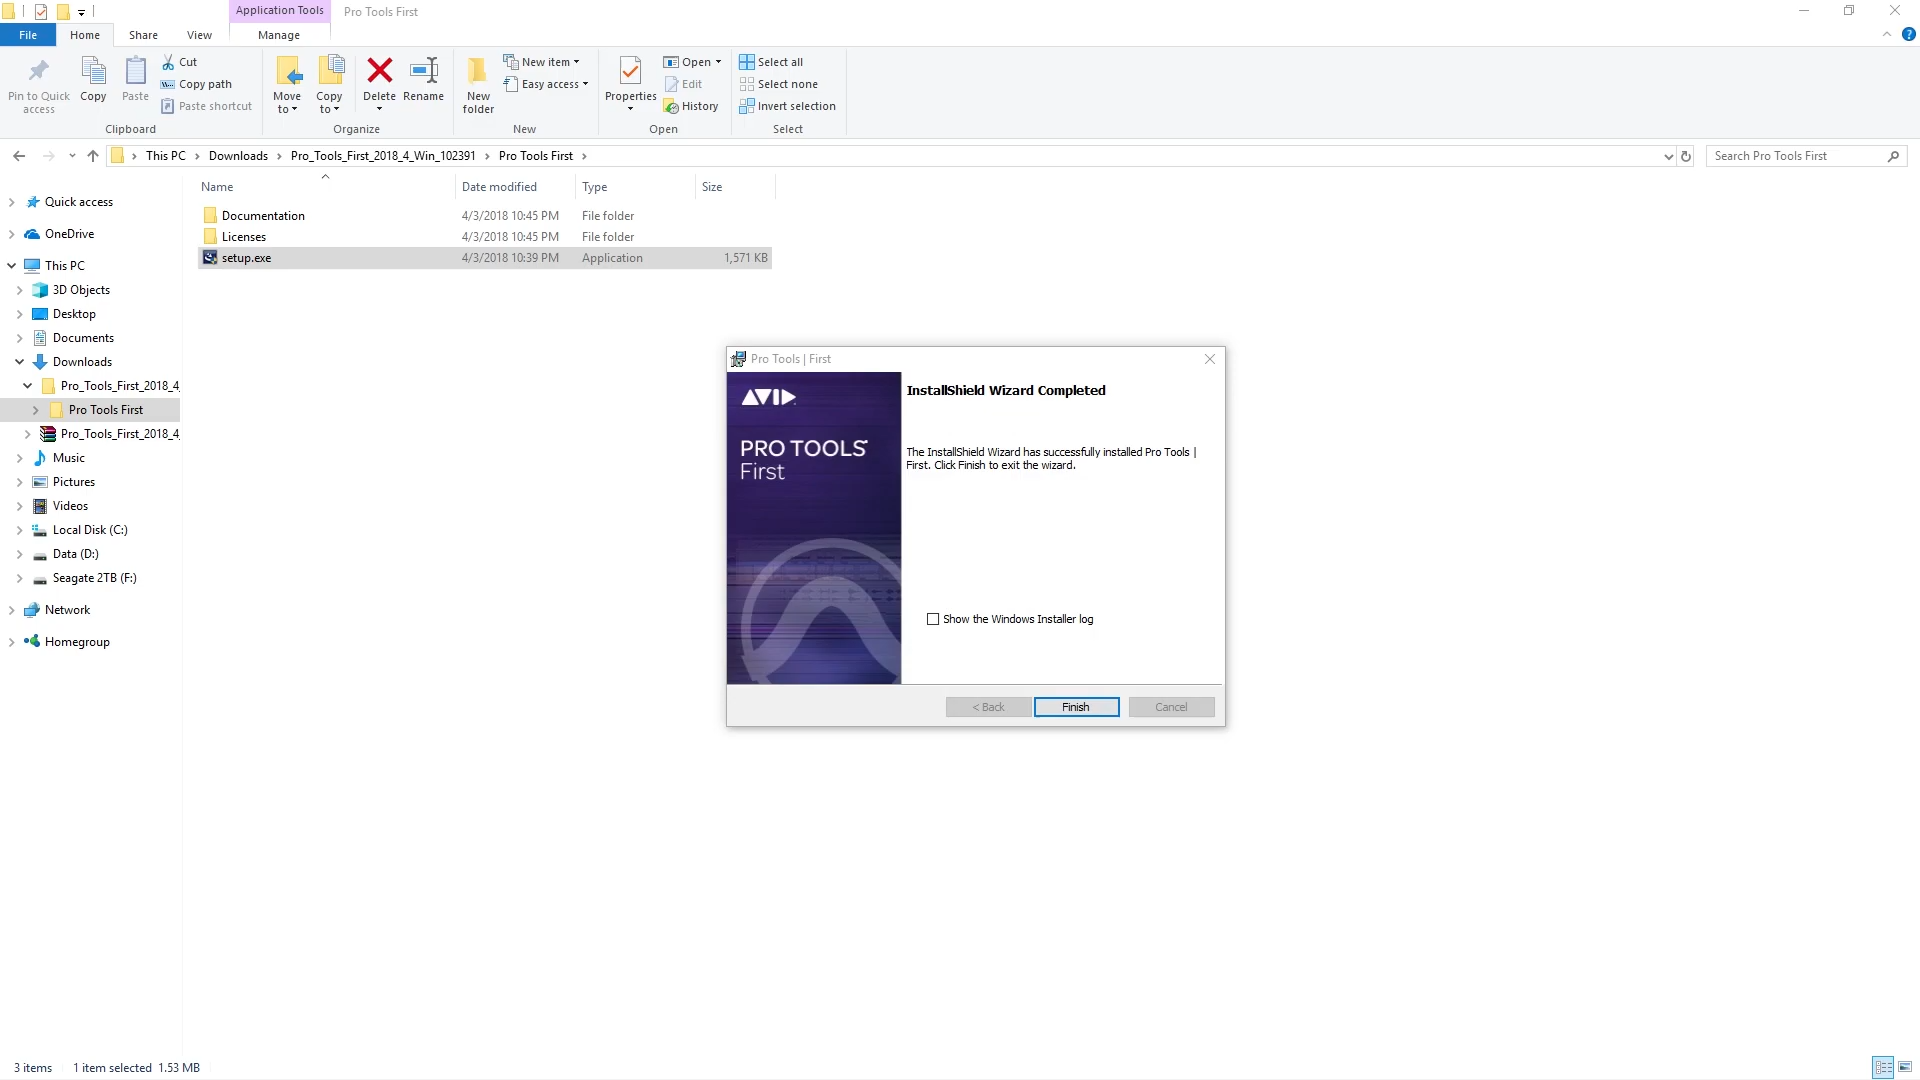 Application Tools
Pro Tools First
File
Home
Share
View
Manage
Pin to Quick access
Copy
Paste
Cut
Copy path
Paste shortcut
Clipboard
Move to
Copy to
Delete
Rename
Organize
New folder
New item
Easy access
New
Properties
Open
Edit
History
Open
Select all
Select none
Invert selection
Select
This PC
Downloads
Pro_Tools_First_2018_4_Win_102391
Pro Tools First
Search Pro Tools First
Name
Date modified
Type
Size
Documentation
4/3/2018 10:45 PM
File folder
Licenses
4/3/2018 10:45 PM
File folder
setup.exe
4/3/2018 10:39 PM
Application
1,571 KB
Quick access
OneDrive
This PC
3D Objects
Desktop
Documents
Downloads
Pro_Tools_First_2018_4
Pro Tools First
Pro_Tools_First_2018_4
Music
Pictures
Videos
Local Disk (C:)
Data (D:)
Seagate 2TB (F:)
Network
Homegroup
Pro Tools | First
AVID
PRO TOOLS
First
InstallShield Wizard Completed
The InstallShield Wizard has successfully installed Pro Tools |
First. Click Finish to exit the wizard.
Show the Windows Installer log
< Back
Finish
Cancel
3 items
1 item selected 1.53 MB